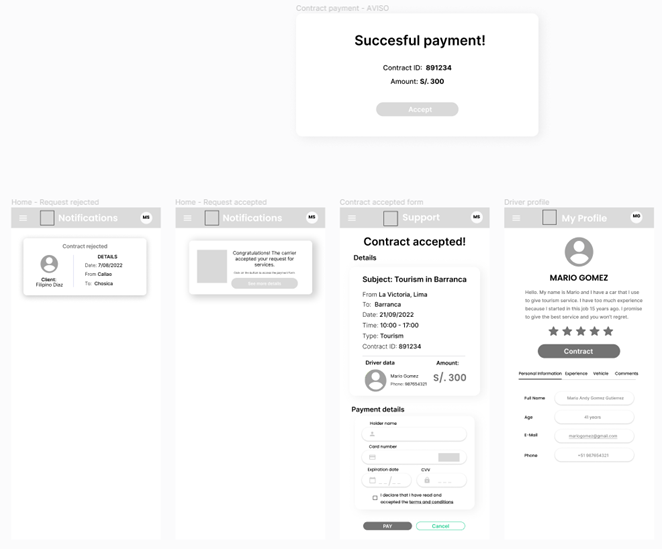 Contract payment - AVISO
Succesful payment!
Contract ID: 891234
Amount: S/. 300
Accept
Home - Request rejected
Notifications
MS
Contract rejected
DETAILS
Date: 7/08/2022
From Callao
To: Chosica
Client:
Filipino Diaz
Home - Request accepted
Notifications
MS
Congratulations! The carrier
accepted your request for
services.
Contract accepted form
Support
MS
Contract accepted!
Details
Subject: Tourism in Barranca
From La Victoria, Lima
To: Barranca
Date: 21/09/2022
Time: 10:00 - 17:00
Type: Tourism
Contract ID: 891234
Driver data
Amount:
Mario Gomez
Phone: 987654321
S/. 300
Payment details
Holder name
Card number
Expiration date
CVV
I declare that I have read and
accepted the terms and conditions
PAY
Cancel
Driver profile
My Profile
MG
MARIO GOMEZ
Hello. My name is Mario and I have a car that I use
to give tourism service. I have too much experience
because I started in this job 15 years ago. I promise
to give the best service and you won't regret.
Contract
Personal Information Experience Vehicle Comments
Full Name
Mario Andy Gomez Gutierrez
Age
41 years
E-Mail
mariogomez@gmail.com
Phone
+51 987654321